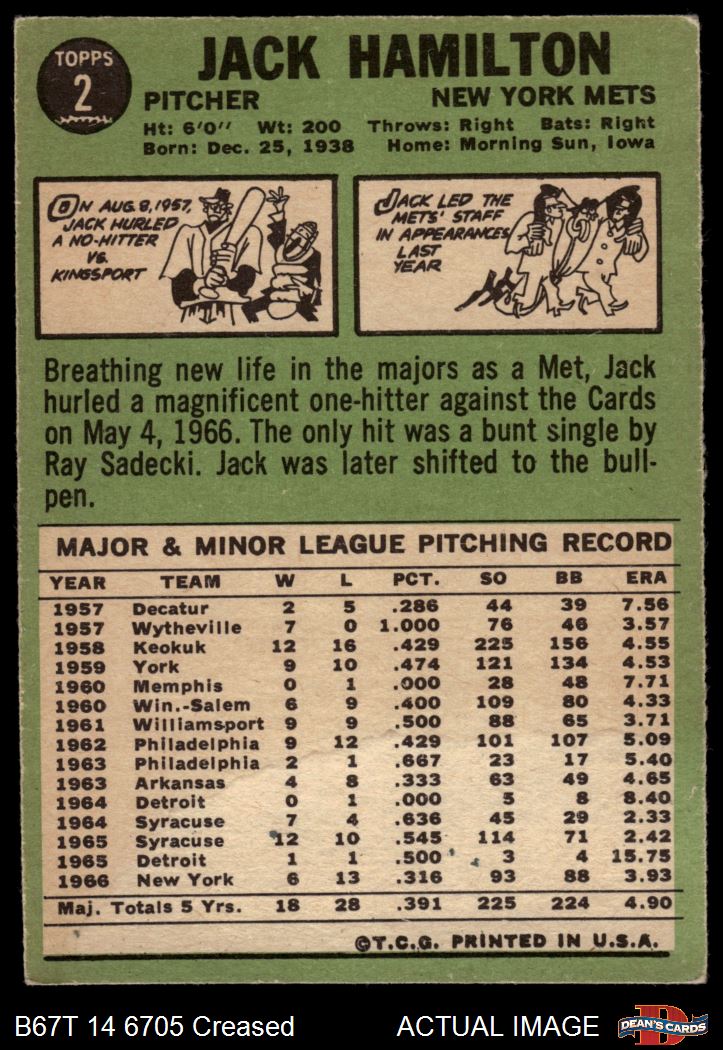 TOPPS
2
JACK HAMILTON
PITCHER NEW YORK METS
Ht: 6'0" Wt: 200 Throws: Right Bats: Right
Born: Dec. 25, 1938 Home: Morning Sun, Iowa
ON AUG. 8, 1957,
JACK HURLED
A NO-HITTER
VS.
KINGSPORT
JACK LED THE
METS' STAFF
IN APPEARANCES
LAST
YEAR
Breathing new life in the majors as a Met, Jack
hurled a magnificent one-hitter against the Cards
on May 4, 1966. The only hit was a bunt single by
Ray Sadecki. Jack was later shifted to the bull-
pen.
MAJOR & MINOR LEAGUE PITCHING RECORD
YEAR TEAM W L PCT. SO BB ERA
1957 Decatur 2 5 .286 44 39 7.56
1957 Wytheville 7 0 1.000 76 46 3.57
1958 Keokuk 12 16 .429 225 156 4.55
1959 York 9 10 .474 121 134 4.53
1960 Memphis 0 1 .000 28 48 7.71
1960 Win.-Salem 6 9 .400 109 80 4.33
1961 Williamsport 9 9 .500 88 65 3.71
1962 Philadelphia 9 12 .429 101 107 5.09
1963 Philadelphia 2 1 .667 23 17 5.40
1963 Arkansas 4 8 .333 63 49 4.65
1964 Detroit 0 1 .000 5 8 8.40
1964 Syracuse 7 4 .636 45 29 2.33
1965 Syracuse 12 10 .545 114 71 2.42
1965 Detroit 1 1 .500 3 4 15.75
1966 New York 6 13 .316 93 88 3.93
Maj. Totals 5 Yrs. 18 28 .391 225 224 4.90
©T.C.G. PRINTED IN U.S.A.
B67T 14 6705 Creased ACTUAL IMAGE
DEAN'S CARDS